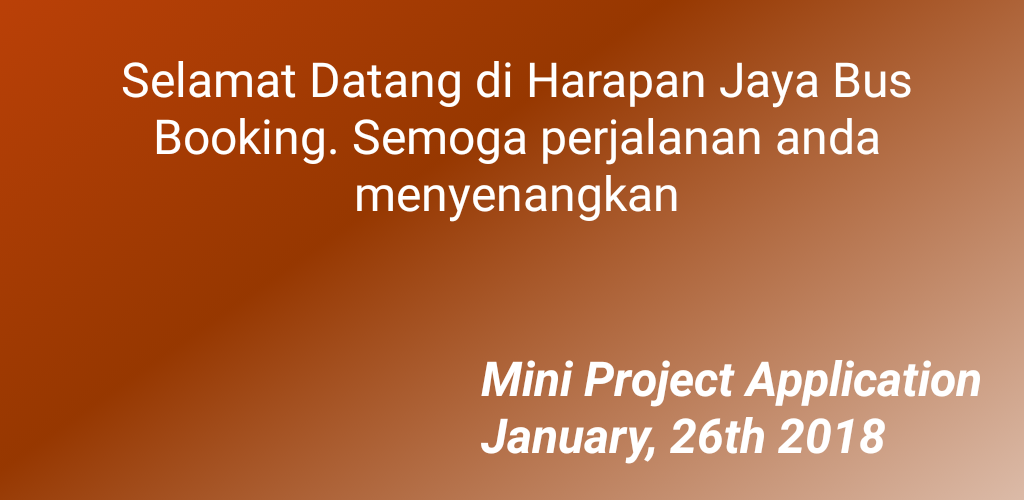 Selamat Datang di Harapan Jaya Bus
Booking. Semoga perjalanan anda
menyenangkan
Mini Project Application
January, 26th 2018